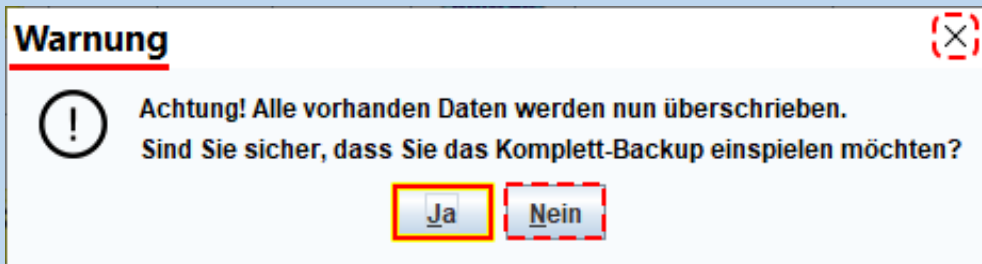 Warnung
Achtung! Alle vorhanden Daten werden nun überschrieben.
Sind Sie sicher, dass Sie das Komplett-Backup einspielen möchten?
Ja Nein